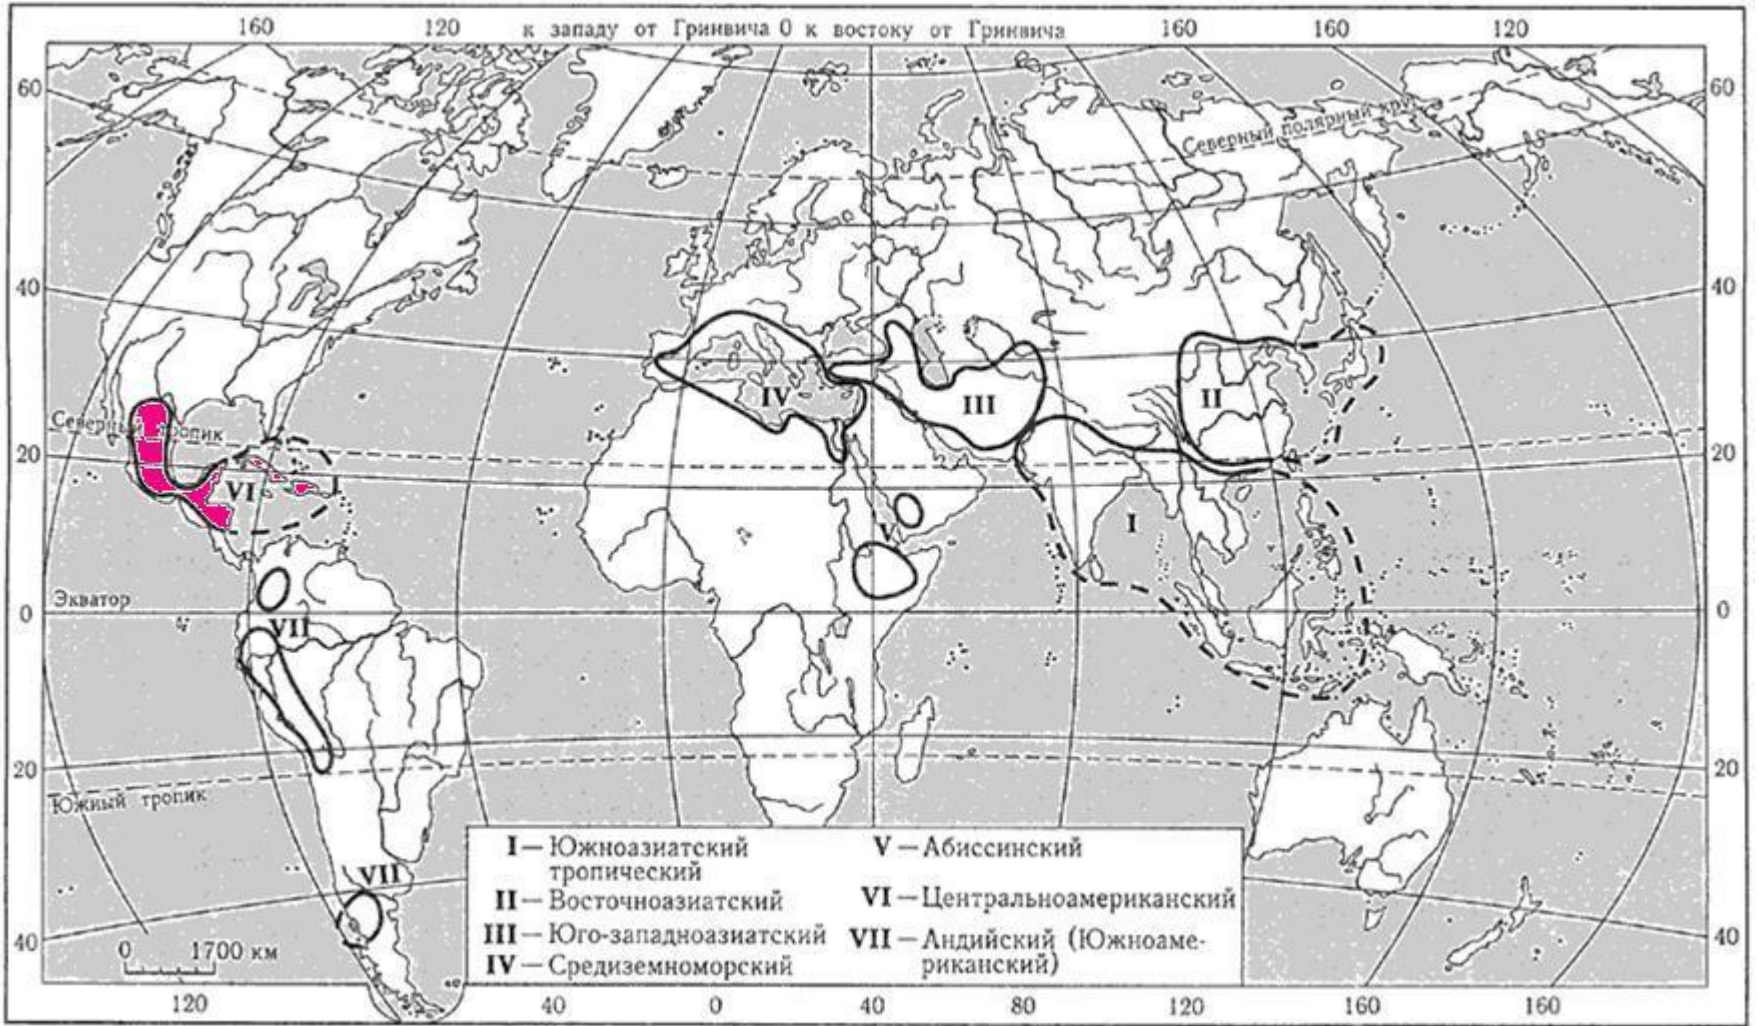 160 120 к западу от Гринвича 0 к востоку от Гринвича 160 160 120
60 60
Северный полярный круг
40 40
IV III II
Северный тропик
20 20
VI
I
V
Экватор
0 0
VII
20 20
Южный тропик
I — Южноазиатский тропический
II — Восточноазиатский
III — Юго-западноазиатский
IV — Средиземноморский
V — Абиссинский
VI — Центральноамериканский
VII — Андийский (Южноаме-
риканский)
VII
40 40
0 1700 км
120 40 0 40 80 120 160 160